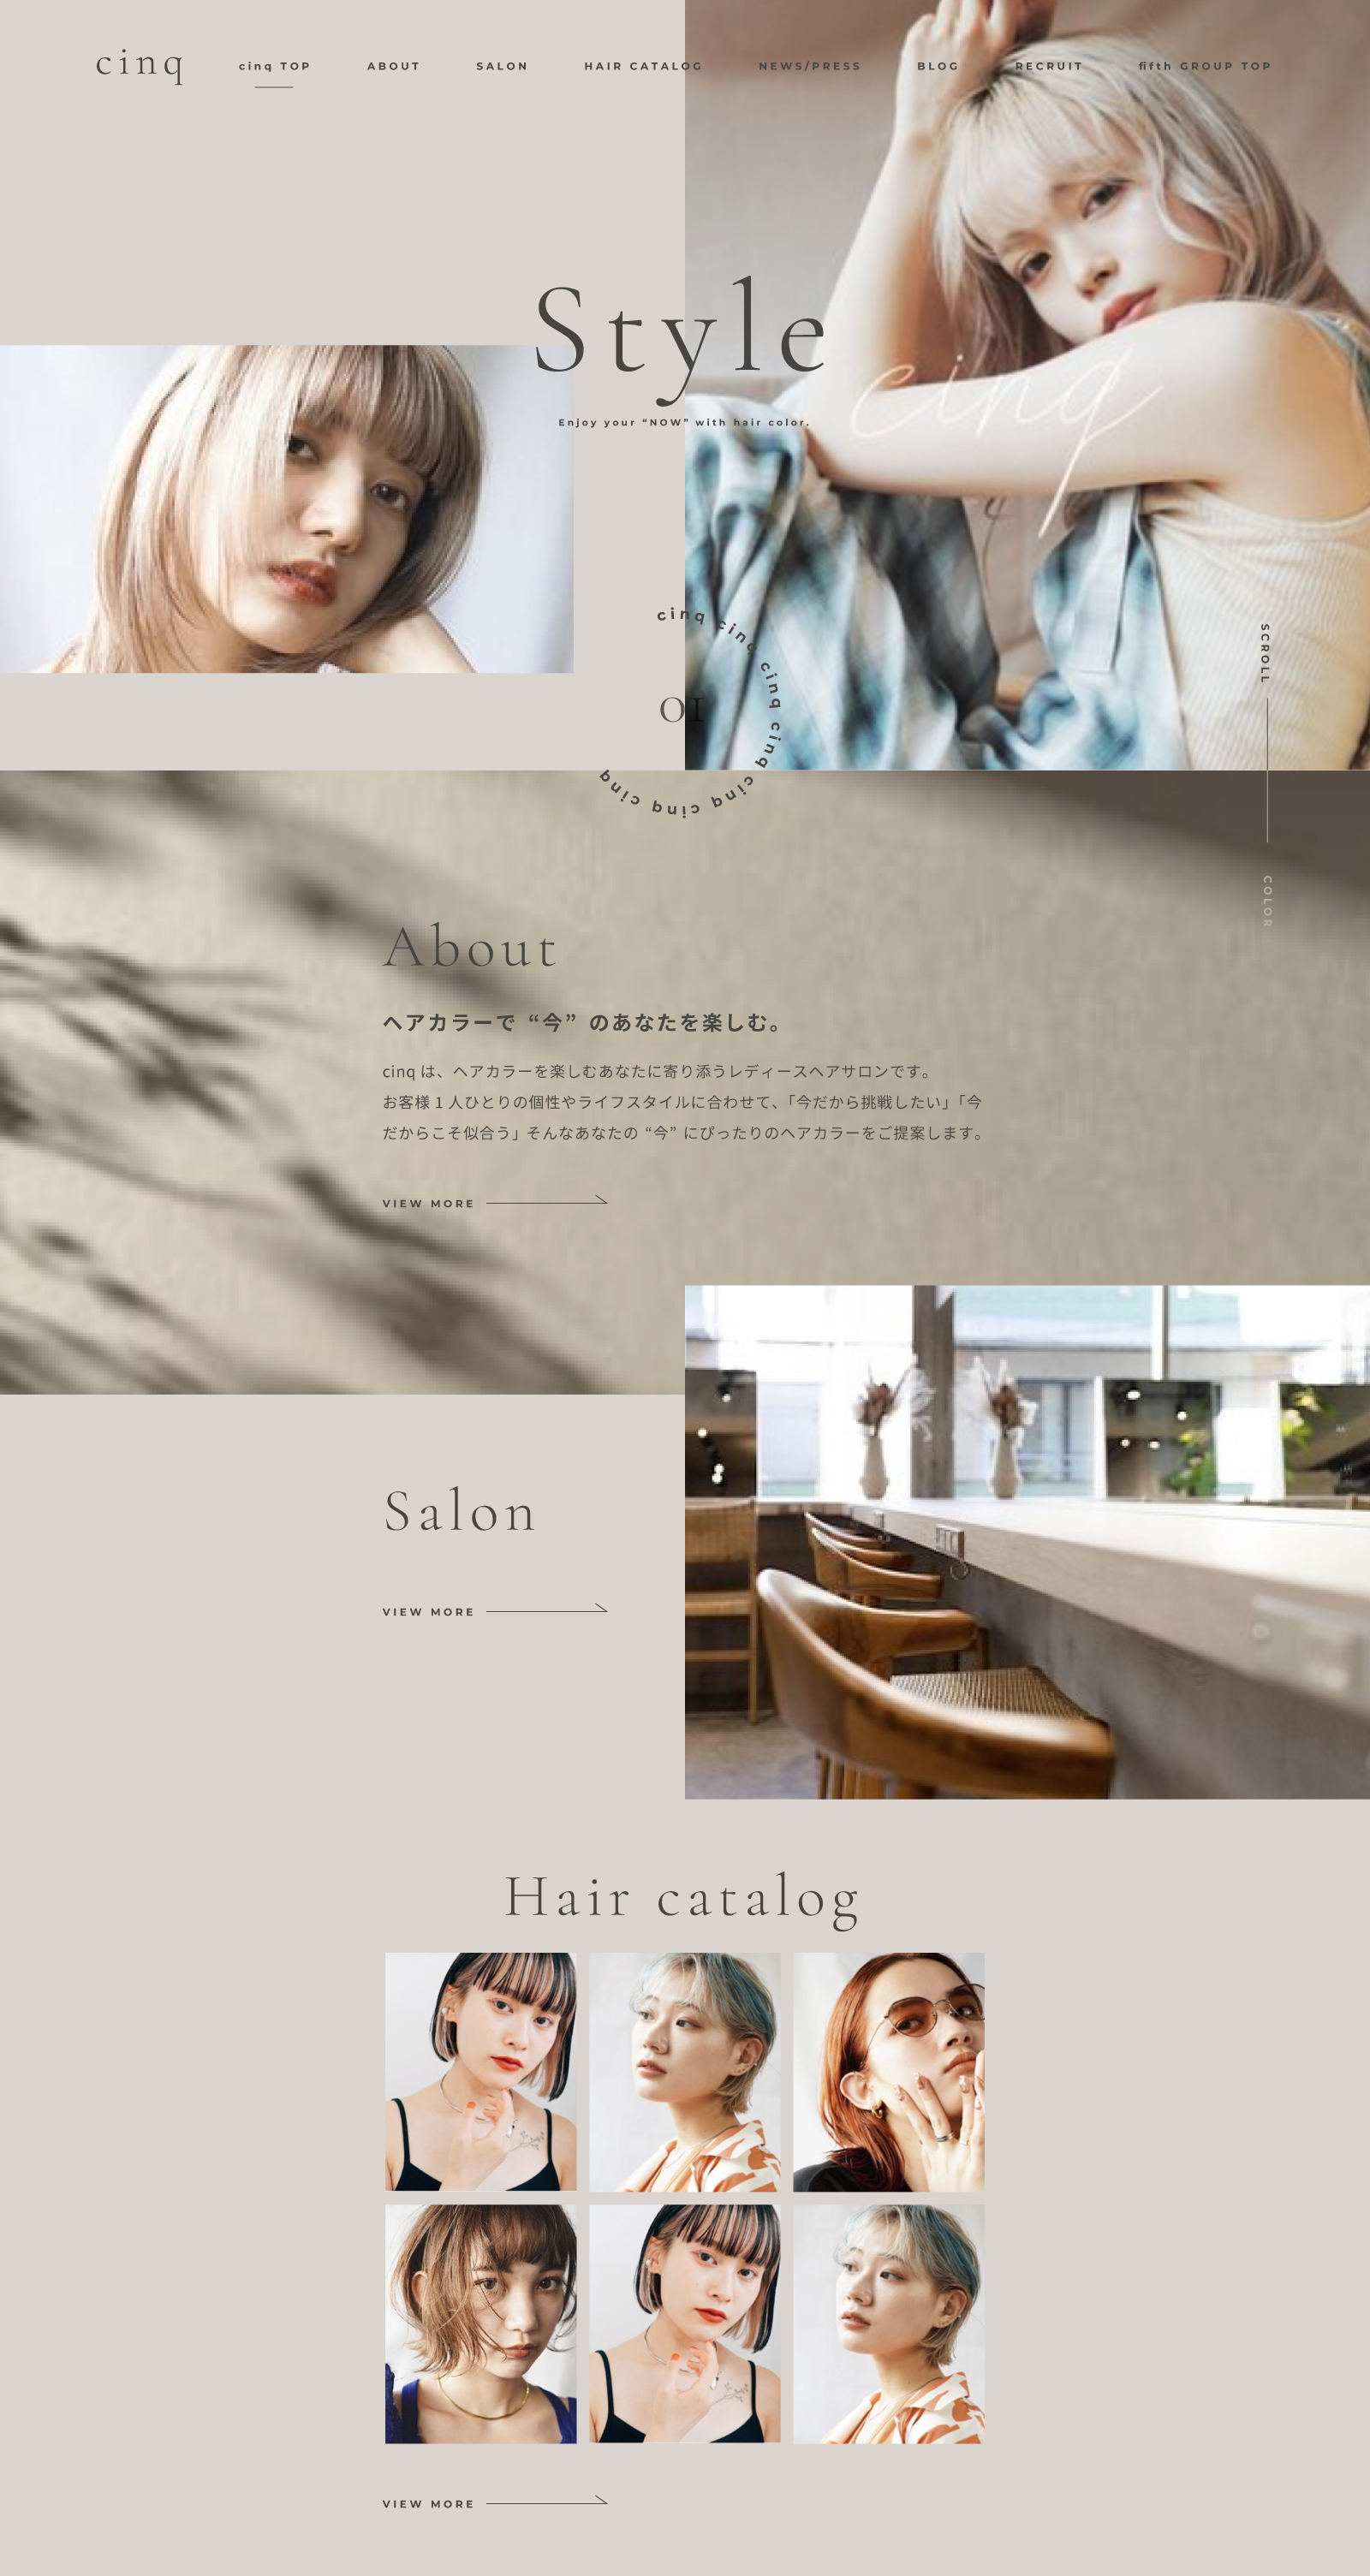 cinq
cinq TOP
ABOUT
SALON
HAIR CATALOG
NEWS/PRESS
BLOG
RECRUIT
fifth GROUP TOP
Style
Enjoy your “NOW” with hair color.
cinq
cinq cinq cinq cinq cinq cinq cinq
01
SCROLL
COLOR
About
ヘアカラーで “今” のあなたを楽しむ。
cinq は、ヘアカラーを楽しむあなたに寄り添うレディースヘアサロンです。
お客様 1 人ひとりの個性やライフスタイルに合わせて、「今だから挑戦したい」「今
だからこそ似合う」そんなあなたの “今” にぴったりのヘアカラーをご提案します。
VIEW MORE
Salon
VIEW MORE
Hair catalog
VIEW MORE